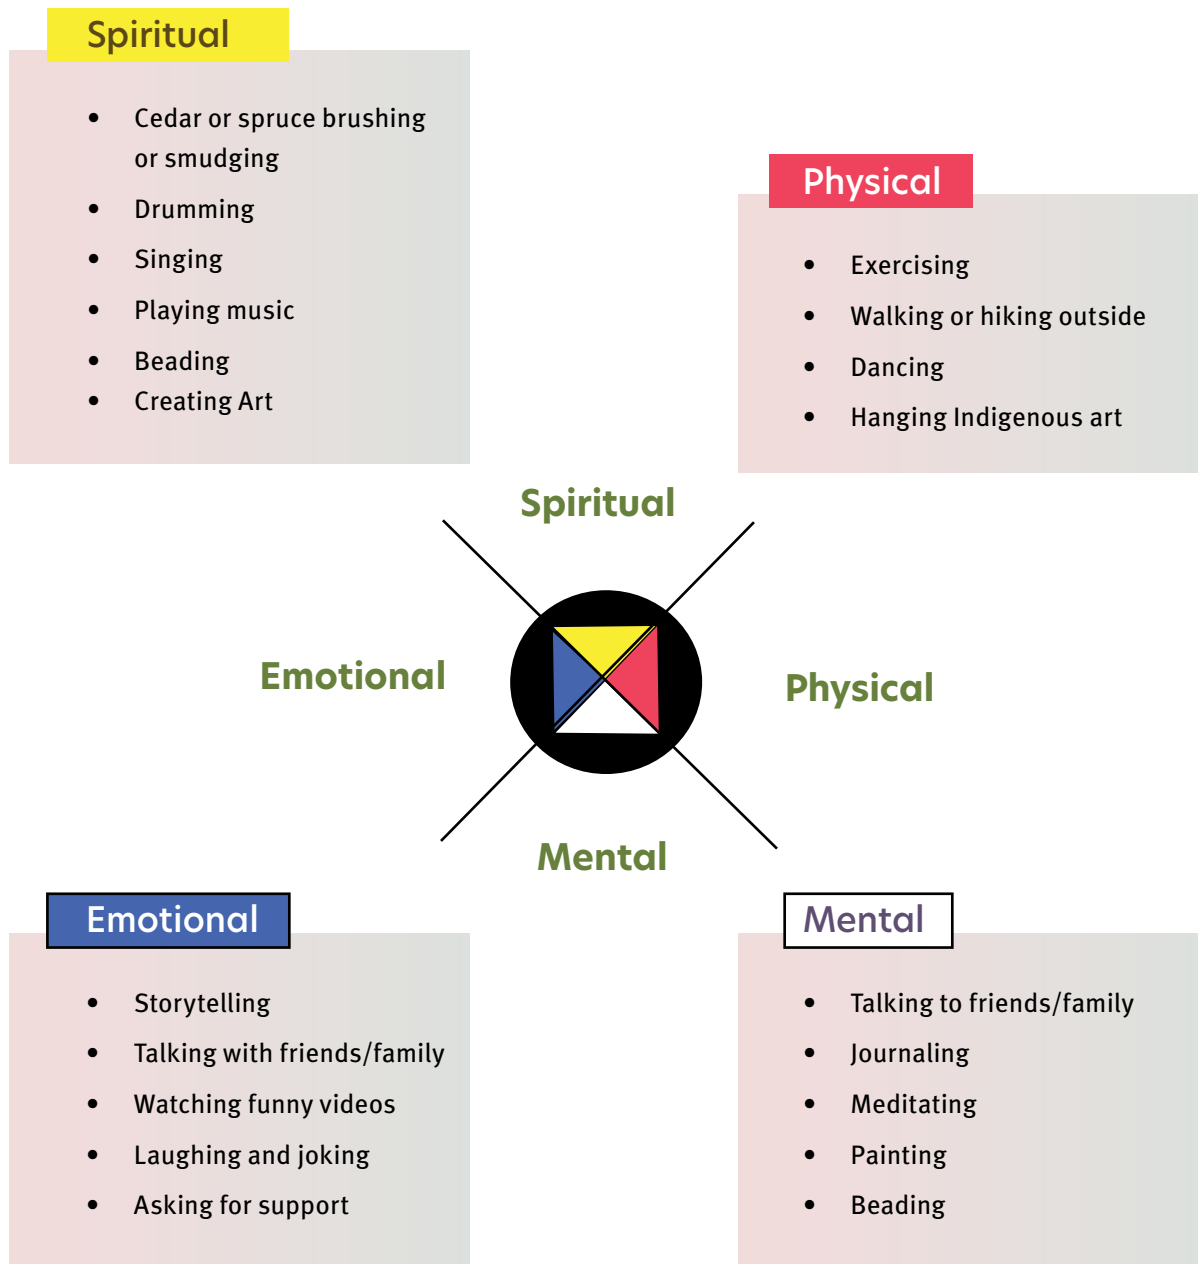 Spiritual
• Cedar or spruce brushing
or smudging
• Drumming
• Singing
• Playing music
• Beading
• Creating Art
Physical
• Exercising
• Walking or hiking outside
• Dancing
• Hanging Indigenous art
Spiritual
Emotional
Physical
Mental
Emotional
• Storytelling
• Talking with friends/family
• Watching funny videos
• Laughing and joking
• Asking for support
Mental
• Talking to friends/family
• Journaling
• Meditating
• Painting
• Beading